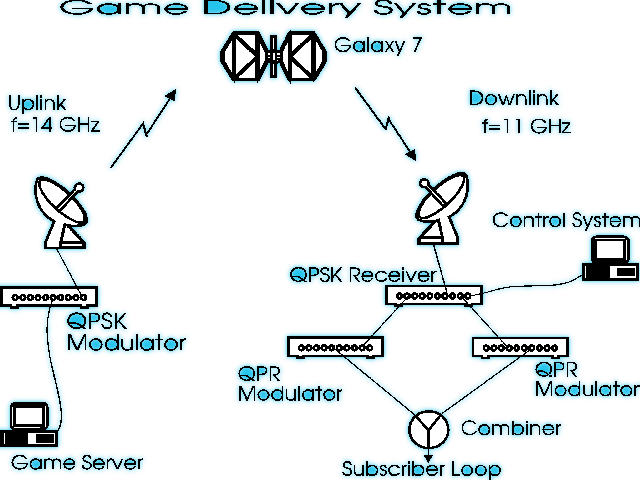 Game Delivery System
Galaxy 7
Uplink
f=14 GHz
Downlink
f=11 GHz
Control System
QPSK Receiver
QPSK
Modulator
QPR
Modulator
QPR
Modulator
Combiner
Game Server
Subscriber Loop